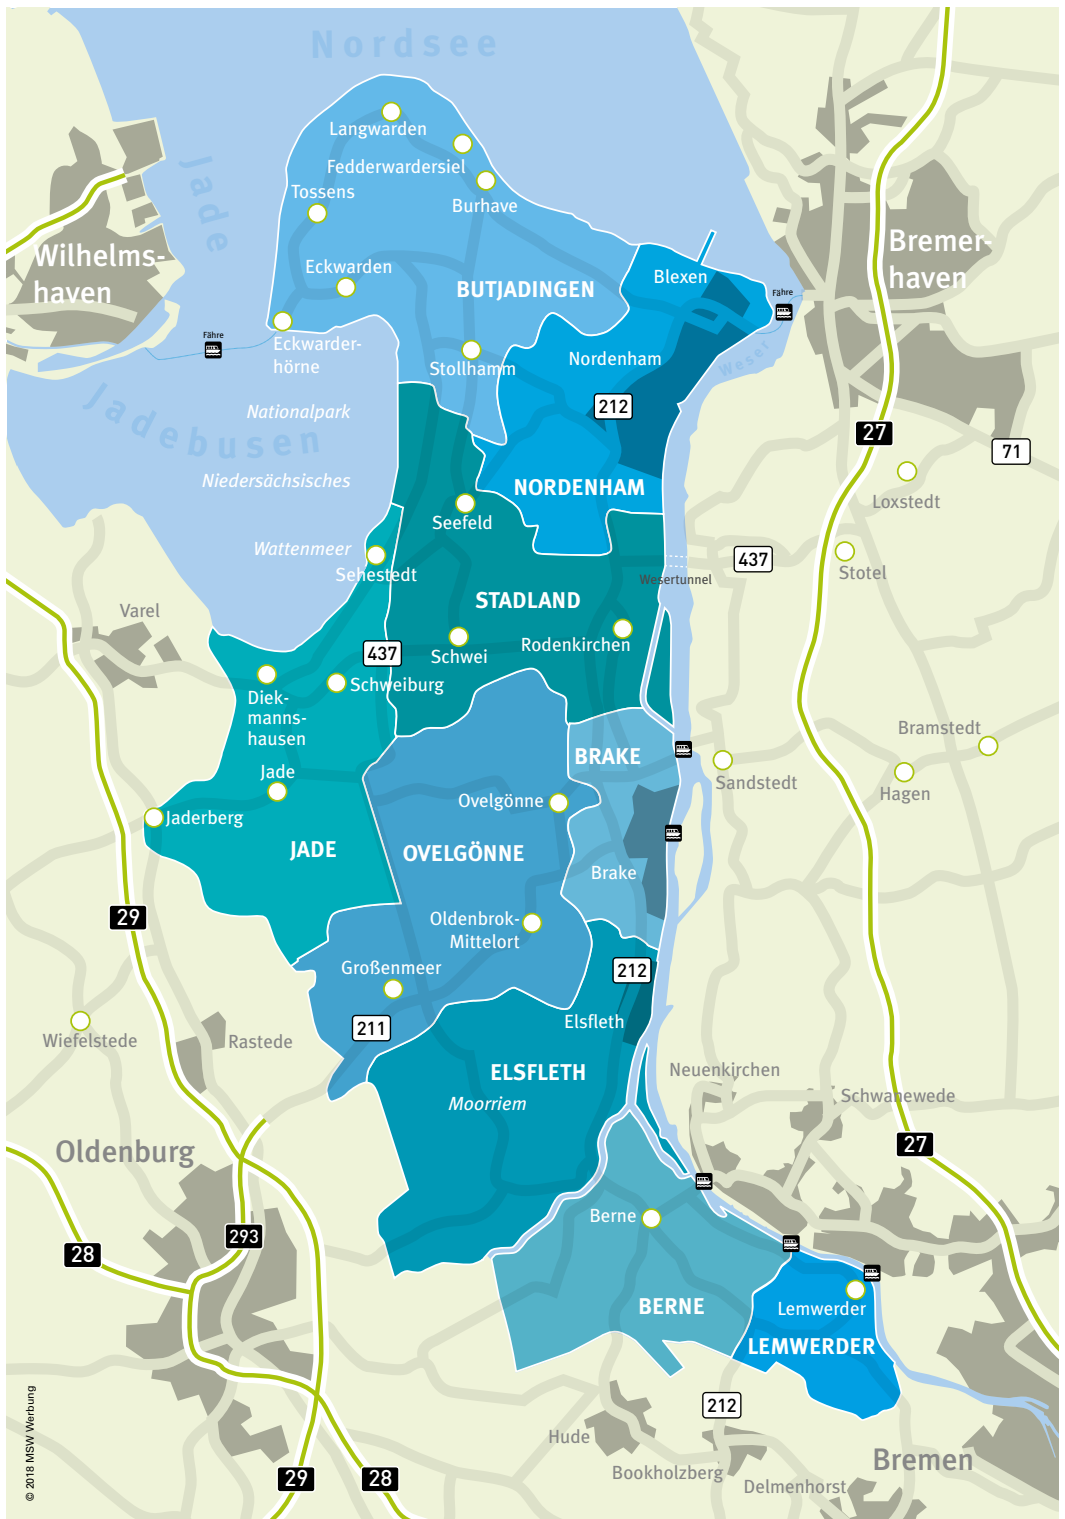 Nordsee
Langwarden
Fedderwardersiel
Tossens
Burhave
Jade
Wilhelms-
haven
Bremer-
haven
Eckwarden
BUTJADINGEN
Blexen
Fähre
Fähre
Eckwarder-
hörne
Stollhamm
Nordenham
Weser
212
Jadebusen
Nationalpark
27
71
Niedersächsisches
NORDENHAM
Loxstedt
Seefeld
Wattenmeer
Sehestedt
437
Stotel
Wesertunnel
STADLAND
Varel
437
Schwei
Rodenkirchen
Schweiburg
Diek-
manns-
hausen
Bramstedt
BRAKE
Jade
Sandstedt
Hagen
Ovelgönne
Jaderberg
JADE
OVELGÖNNE
Brake
29
Oldenbrok-
Mittelort
Großenmeer
212
211
Elsfleth
Wiefelstede
Rastede
ELSFLETH
Moorriem
Neuenkirchen
Schwanewede
27
Oldenburg
Berne
293
28
BERNE
Lemwerder
LEMWERDER
212
Hude
Bookholzberg
Delmenhorst
Bremen
29
28
© 2018 MSW Werbung